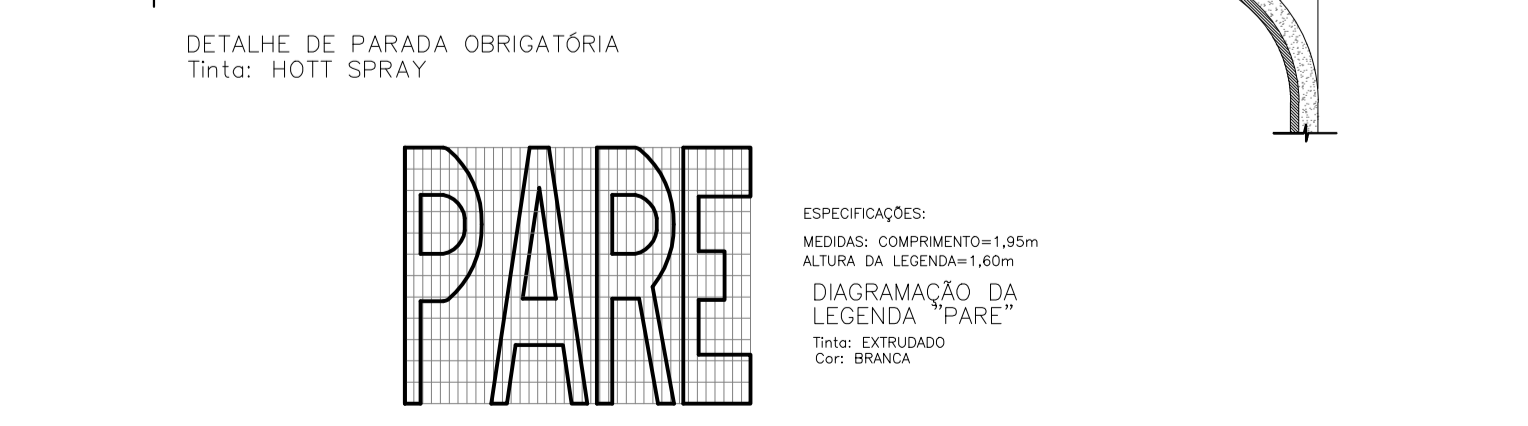 DETALHE DE PARADA OBRIGATÓRIA
Tinta: HOTT SPRAY
PARE
ESPECIFICAÇÕES:
MEDIDAS: COMPRIMENTO=1,95m
ALTURA DA LEGENDA=1,60m
DIAGRAMAÇÃO DA
LEGENDA "PARE"
Tinta: EXTRUDADO
Cor: BRANCA